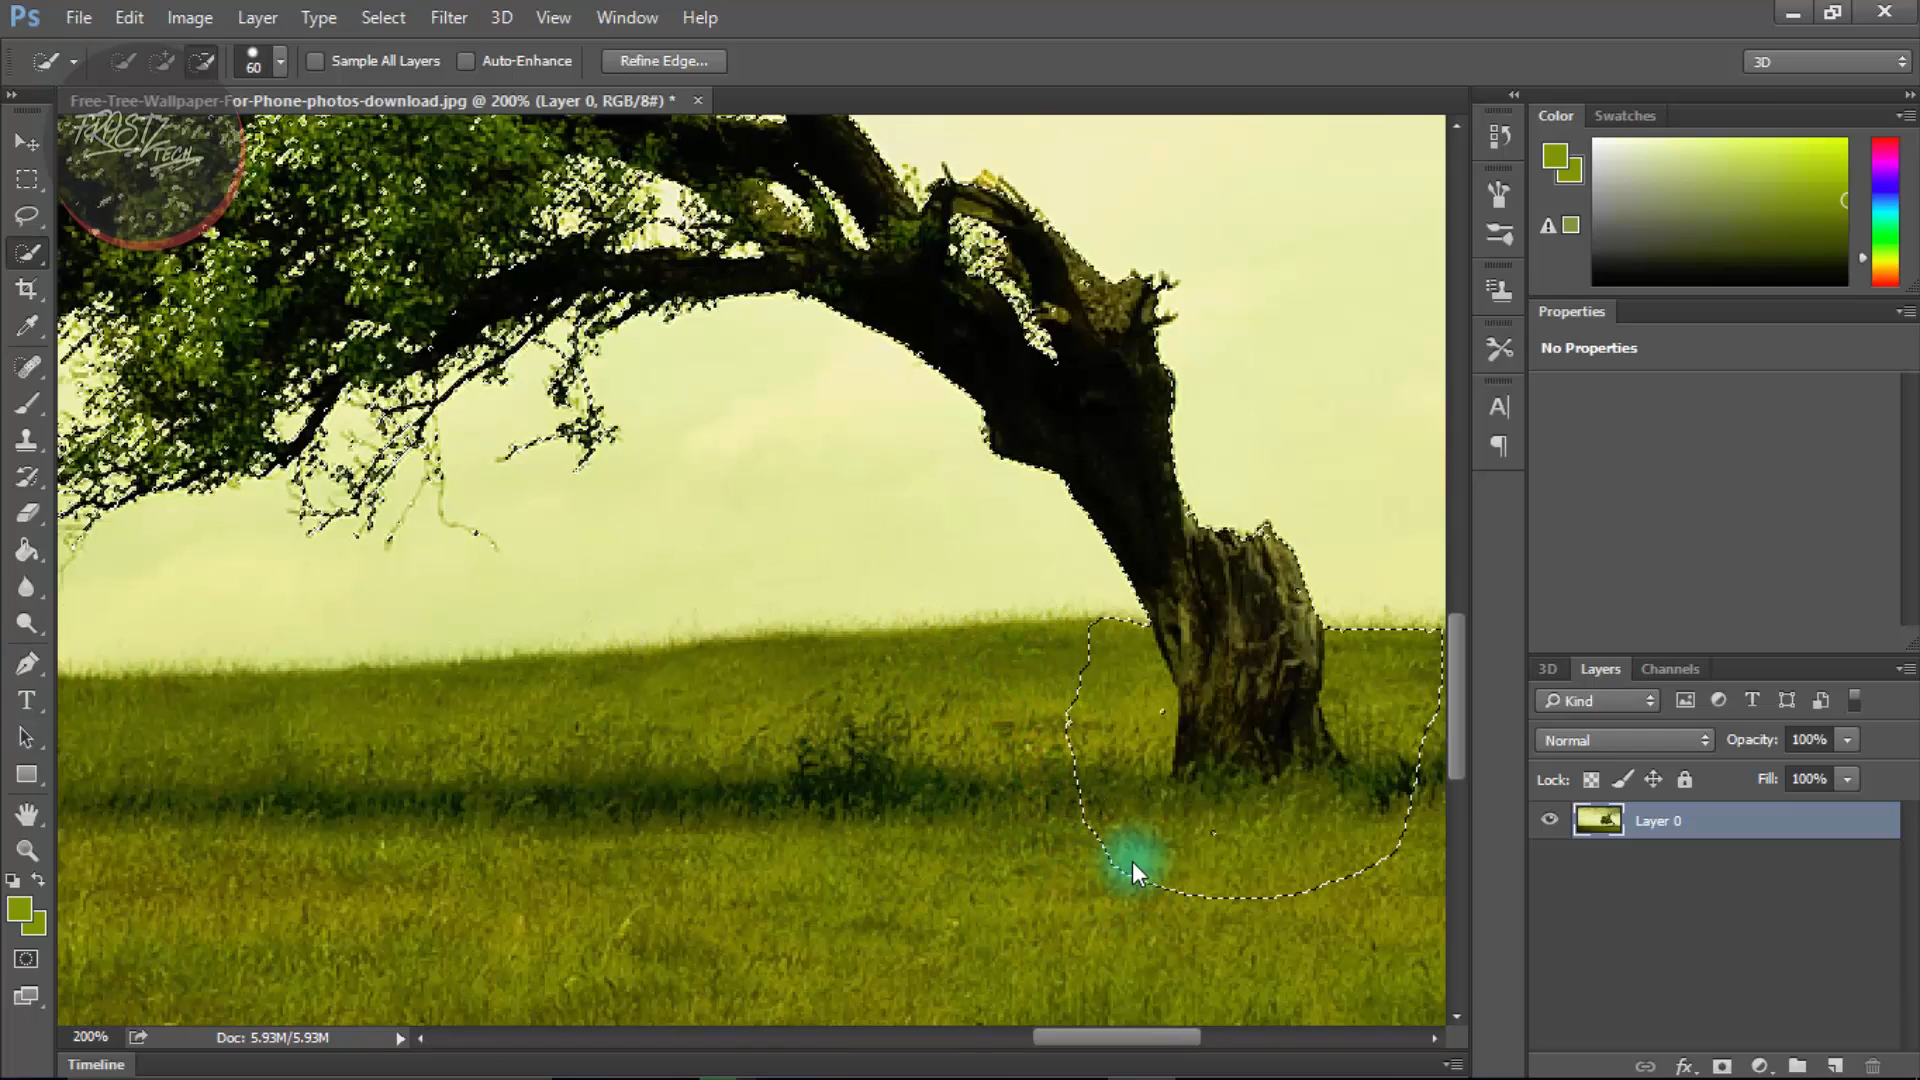 Ps File Edit Image Layer Type Select Filter 3D View Window Help
60 Sample All Layers Auto-Enhance Refine Edge... 3D
Free-Tree-Wallpaper-For-Phone-photos-download.jpg @ 200% (Layer 0, RGB/8#) *
FROSTZ
TECH
Color Swatches
Properties
No Properties
3D Layers Channels
Kind
Normal Opacity: 100%
Lock: Fill: 100%
Layer 0
200% Doc: 5.93M/5.93M
Timeline